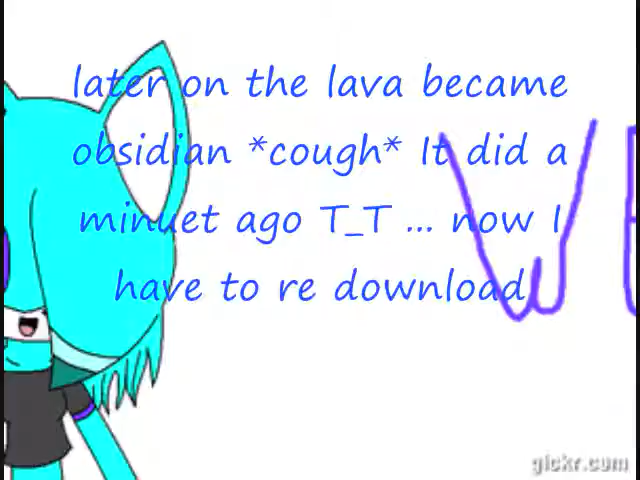 later on the lava became
obsidian *cough* It did a
minuet ago T_T ... now I
have to re download
W
gickr.com